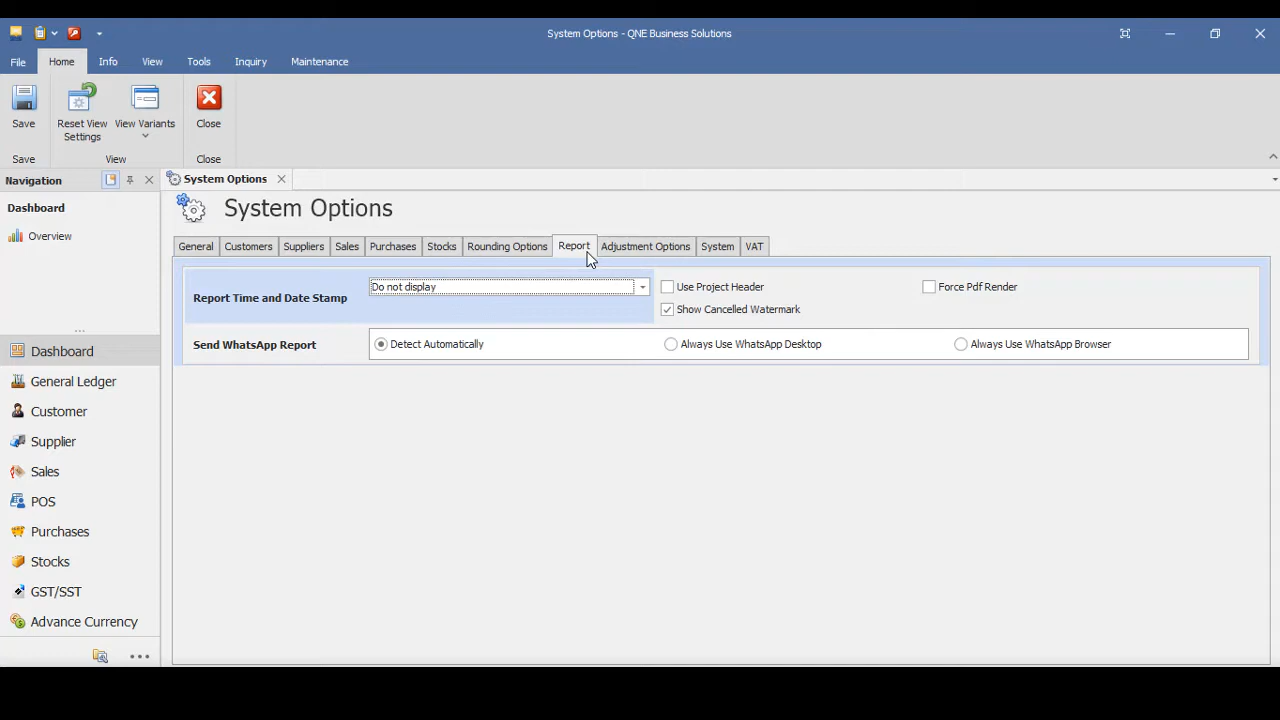 System Options - QNE Business Solutions
File Home Info View Tools Inquiry Maintenance
Save Reset View Settings View Variants Close
Save View Close
Navigation
System Options
Dashboard
System Options
Overview
General Customers Suppliers Sales Purchases Stocks Rounding Options Report Adjustment Options System VAT
Report Time and Date Stamp Do not display Use Project Header Force Pdf Render
Show Cancelled Watermark
Send WhatsApp Report Detect Automatically Always Use WhatsApp Desktop Always Use WhatsApp Browser
Dashboard
General Ledger
Customer
Supplier
Sales
POS
Purchases
Stocks
GST/SST
Advance Currency